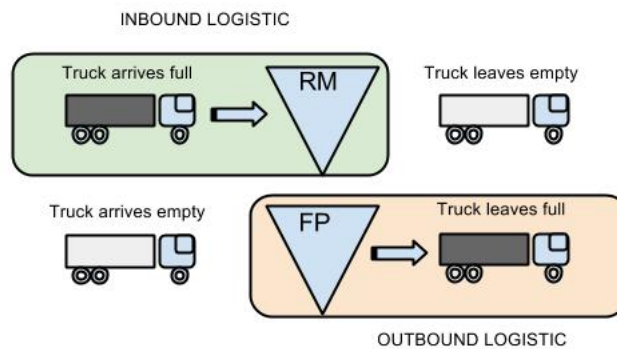 INBOUND LOGISTIC
Truck arrives full
RM
Truck leaves empty
Truck arrives empty
FP
Truck leaves full
OUTBOUND LOGISTIC